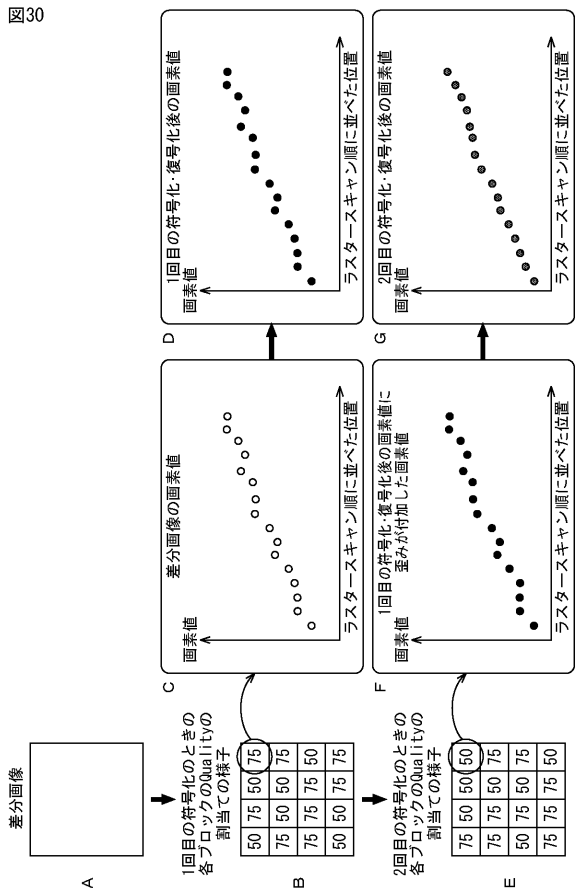 図30
A
差分画像
B
1回目の符号化のときの
各ブロックのQualityの
割当ての様子
50 75 50 75
75 50 75 75
50 75 75 50
50 50 75 75
C
差分画像の画素値
画素値
ラスタースキャン順に並べた位置
D
1回目の符号化・復号化後の画素値
画素値
ラスタースキャン順に並べた位置
E
2回目の符号化のときの
各ブロックのQualityの
割当ての様子
75 75 50 50
50 75 50 75
75 50 75 75
75 75 50 50
F
1回目の符号化・復号化後の画素値に
歪みが付加した画素値
画素値
ラスタースキャン順に並べた位置
G
2回目の符号化・復号化後の画素値
画素値
ラスタースキャン順に並べた位置